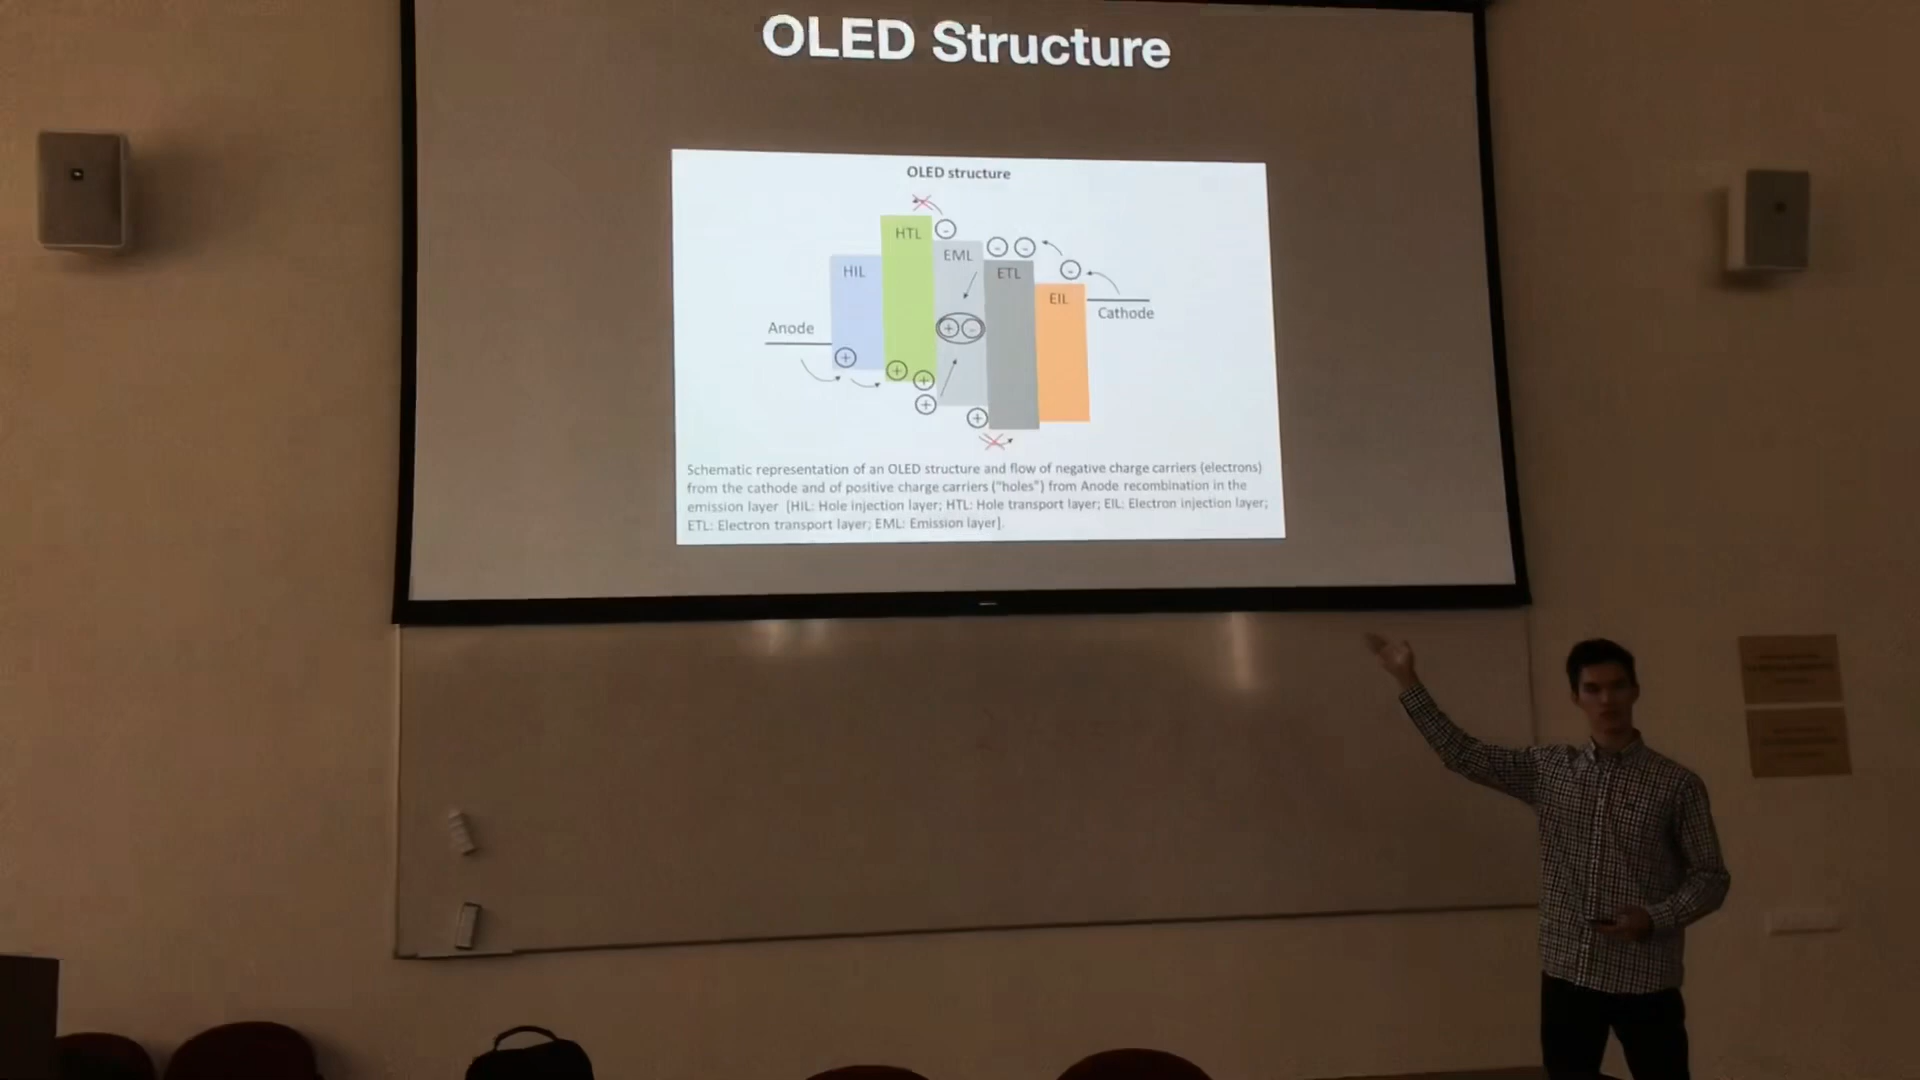 OLED Structure
OLED structure
HTL
EML
HIL
ETL
EIL
Cathode
Anode
Schematic representation of an OLED structure and flow of negative charge carriers (electrons)
from the cathode and of positive charge carriers ("holes") from Anode recombination in the
emission layer [HIL: Hole injection layer; HTL: Hole transport layer; EIL: Electron injection layer;
ETL: Electron transport layer; EML: Emission layer].